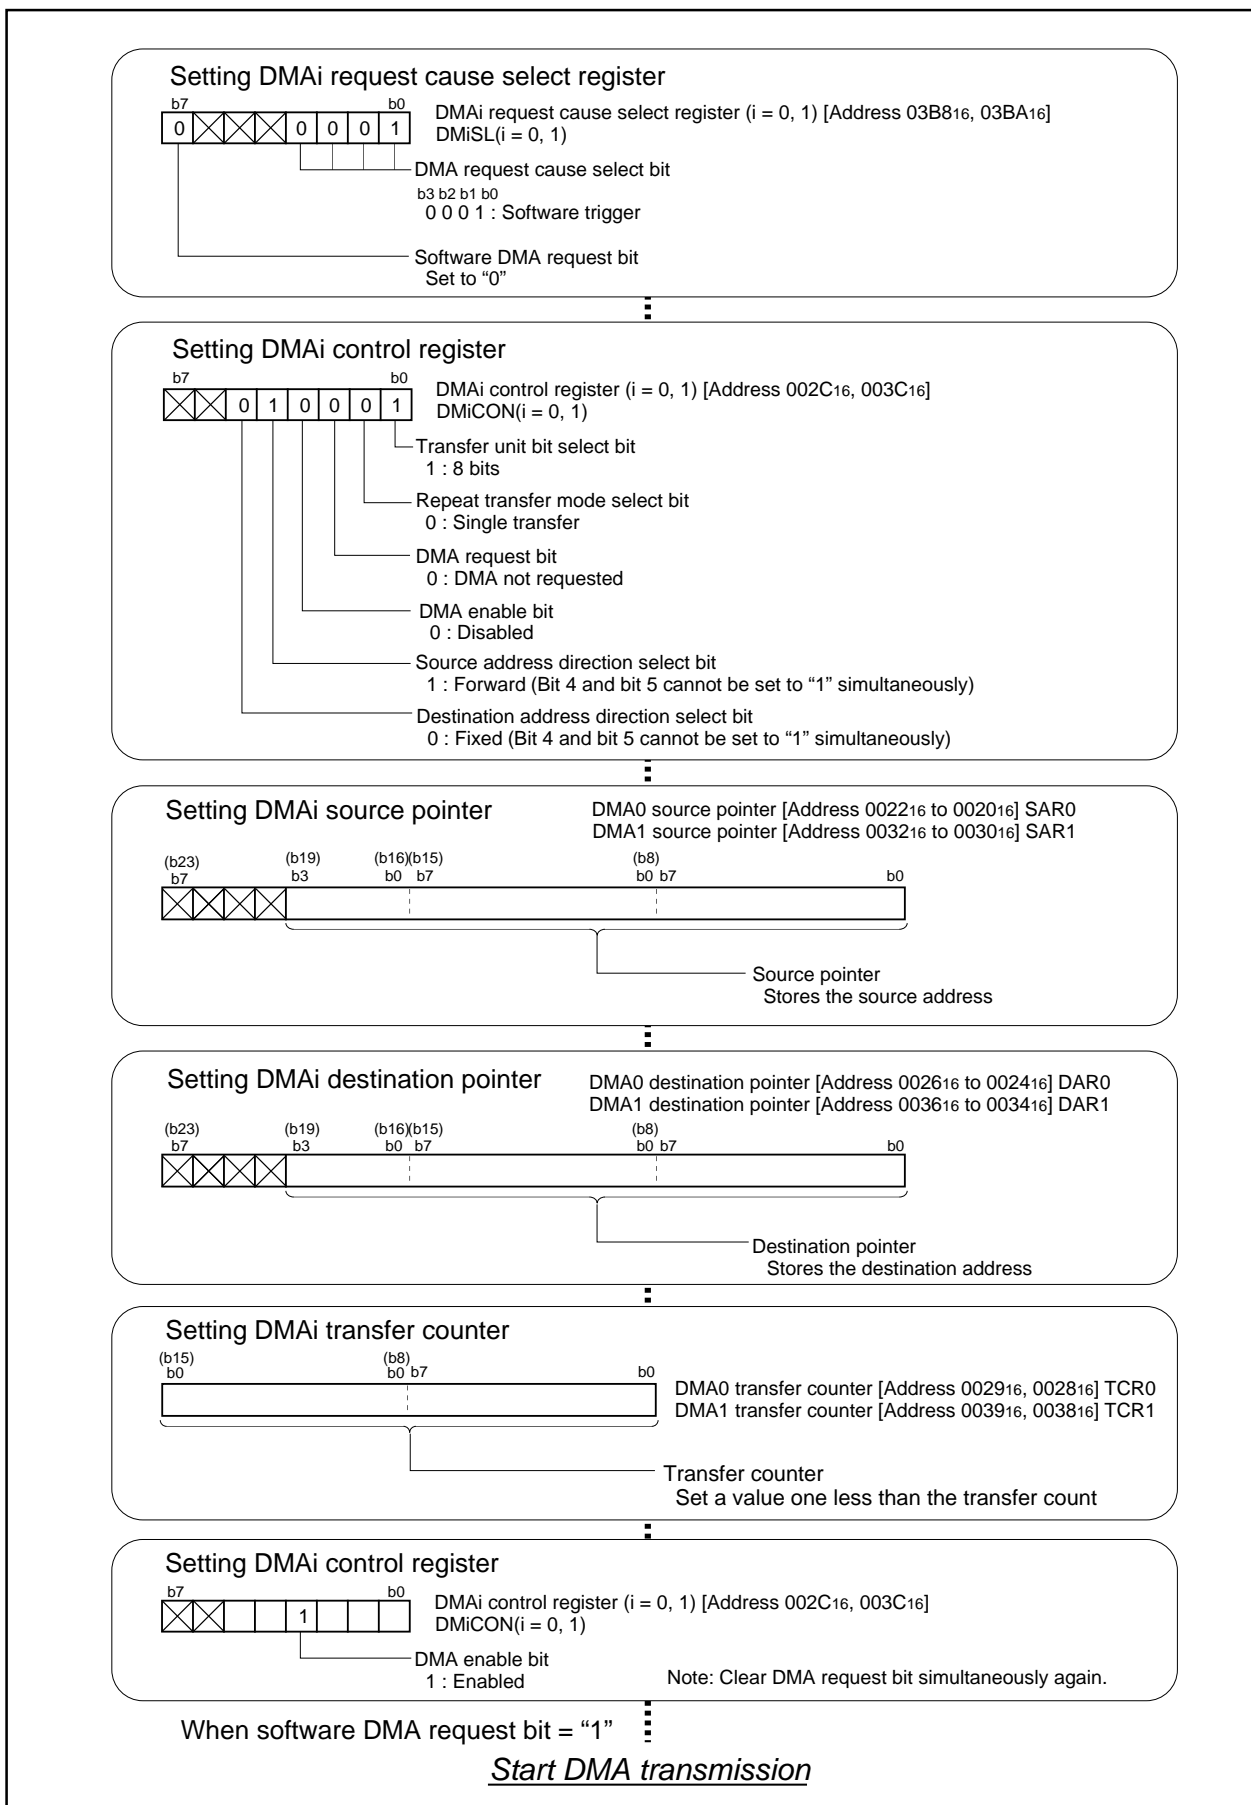 Setting DMAi request cause select register
b7 b0
0 0 0 0 1
DMAi request cause select register (i = 0, 1) [Address 03B816, 03BA16]
DMiSL(i = 0, 1)
DMA request cause select bit
b3 b2 b1 b0
0 0 0 1 : Software trigger
Software DMA request bit
Set to “0”
Setting DMAi control register
b7 b0
0 1 0 0 0 1
DMAi control register (i = 0, 1) [Address 002C16, 003C16]
DMiCON(i = 0, 1)
Transfer unit bit select bit
1 : 8 bits
Repeat transfer mode select bit
0 : Single transfer
DMA request bit
0 : DMA not requested
DMA enable bit
0 : Disabled
Source address direction select bit
1 : Forward (Bit 4 and bit 5 cannot be set to “1” simultaneously)
Destination address direction select bit
0 : Fixed (Bit 4 and bit 5 cannot be set to “1” simultaneously)
Setting DMAi source pointer
DMA0 source pointer [Address 002216 to 002016] SAR0
DMA1 source pointer [Address 003216 to 003016] SAR1
(b23) (b19) (b16)(b15) (b8)
b7 b3 b0 b7 b0 b7 b0
Source pointer
Stores the source address
Setting DMAi destination pointer
DMA0 destination pointer [Address 002616 to 002416] DAR0
DMA1 destination pointer [Address 003616 to 003416] DAR1
(b23) (b19) (b16)(b15) (b8)
b7 b3 b0 b7 b0 b7 b0
Destination pointer
Stores the destination address
Setting DMAi transfer counter
(b15) (b8)
b0 b0 b7 b0
DMA0 transfer counter [Address 002916, 002816] TCR0
DMA1 transfer counter [Address 003916, 003816] TCR1
Transfer counter
Set a value one less than the transfer count
Setting DMAi control register
b7 b0
1
DMAi control register (i = 0, 1) [Address 002C16, 003C16]
DMiCON(i = 0, 1)
DMA enable bit
1 : Enabled
Note: Clear DMA request bit simultaneously again.
When software DMA request bit = “1”
Start DMA transmission